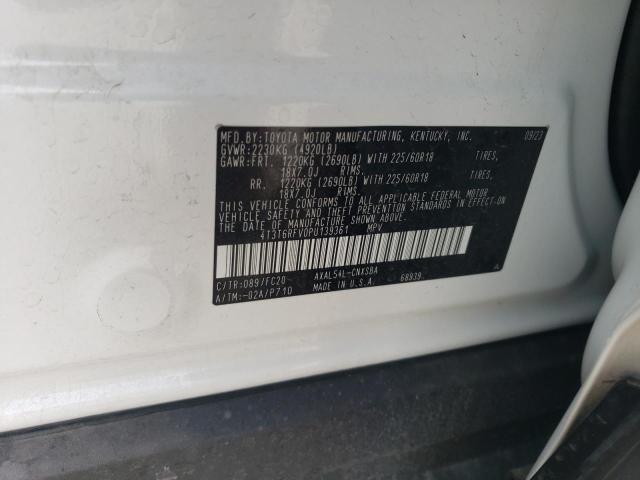 MFD.BY:TOYOTA MOTOR MANUFACTURING, KENTUCKY, INC. 09/23
GVWR:2230KG (4920LB)
GAWR:FRT. 1220KG (2690LB) WITH 225/60R18 TIRES,
18X7.0J RIMS.
RR. 1220KG (2690LB) WITH 225/60R18 TIRES,
18X7.0J RIMS.
THIS VEHICLE CONFORMS TO ALL APPLICABLE FEDERAL MOTOR
VEHICLE SAFETY AND THEFT PREVENTION STANDARDS IN EFFECT ON
THE DATE OF MANUFACTURE SHOWN ABOVE.
4T3T6RFV0PU139361 MPV
C/TR:089/FC20- AXAL54L-CNXSBA
A/TM:-02A/P710 MADE IN U.S.A. 68939